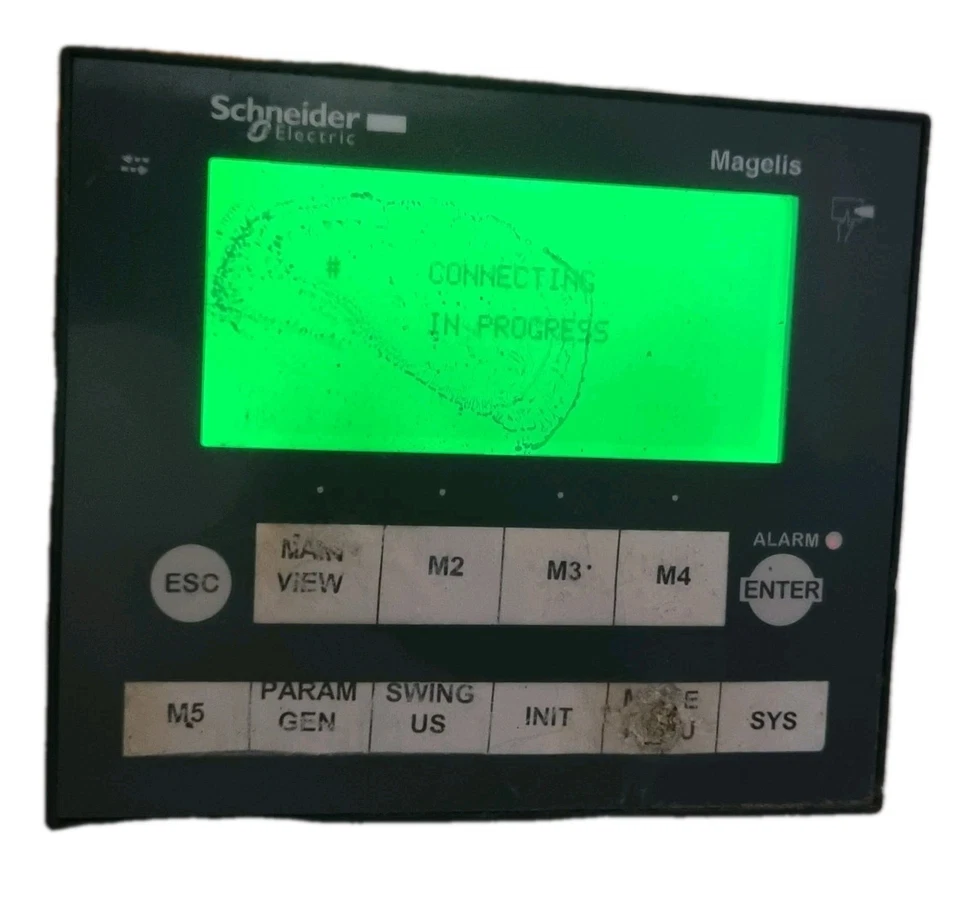 Schneider
Electric
Magelis
# CONNECTING
IN PROGRESS
ALARM
ESC
MAIN
VIEW
M2
M3
M4
ENTER
M5
PARAM
GEN
SWING
US
INIT
SYS